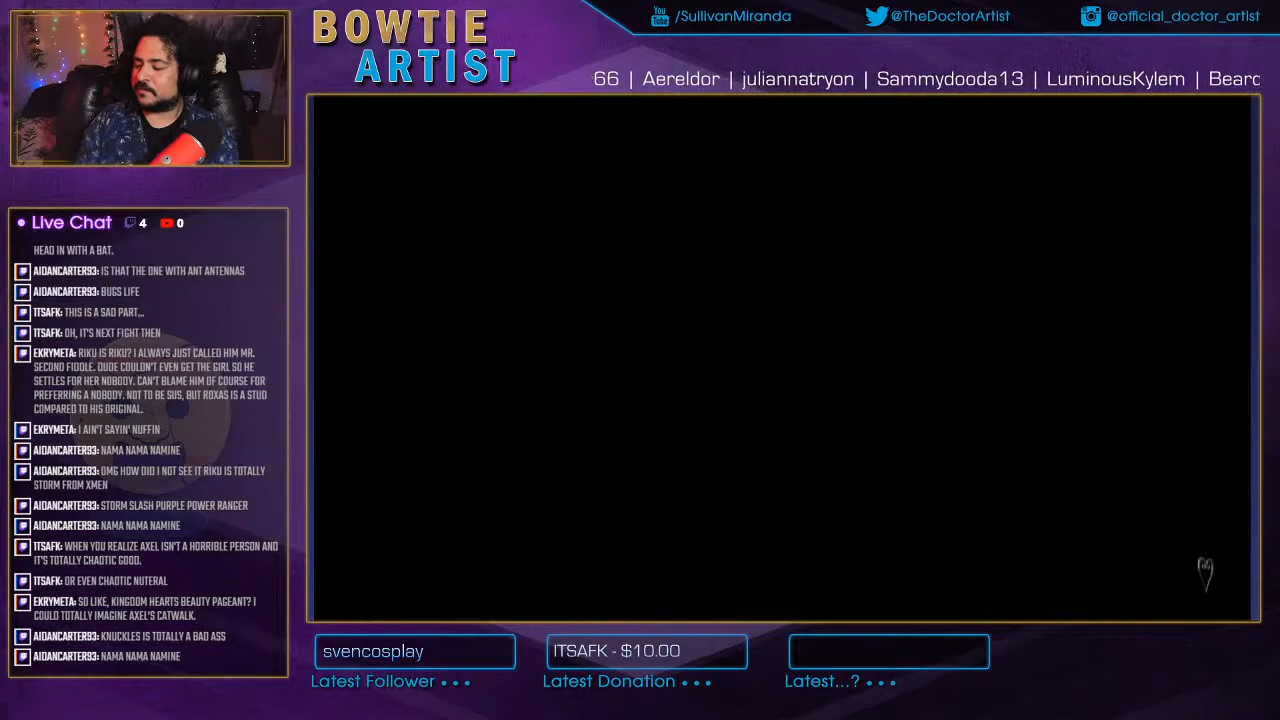 BOWTIE
ARTIST
/SullivanMiranda
@TheDoctorArtist
@official_doctor_artist
66 | Aereldor | juliannatryon | Sammydooda13 | LuminousKylem | Beard
Live Chat 4 0
HEAD IN WITH A BAT.
AIDANCARTER93: IS THAT THE ONE WITH ANT ANTENNAS
AIDANCARTER93: BUGS LIFE
ITSAFK: THIS IS A SAD PART...
ITSAFK: OH, IT'S NEXT FIGHT THEN
EKRYMETA: RIKU IS RIKU? I ALWAYS JUST CALLED HIM MR.
SECOND FIDDLE. DUDE COULDN'T EVEN GET THE GIRL SO HE
SETTLES FOR HER NOBODY. CAN'T BLAME HIM OF COURSE FOR
PREFERRING A NOBODY. NOT TO BE SUS, BUT ROXAS IS A STUD
COMPARED TO HIS ORIGINAL.
EKRYMETA: I AIN'T SAYIN' NUFFIN
AIDANCARTER93: NAMA NAMA NAMINE
AIDANCARTER93: OMG HOW DID I NOT SEE IT RIKU IS TOTALLY
STORM FROM XMEN
AIDANCARTER93: STORM SLASH PURPLE POWER RANGER
AIDANCARTER93: NAMA NAMA NAMINE
ITSAFK: WHEN YOU REALIZE AXEL ISN'T A HORRIBLE PERSON AND
IT'S TOTALLY CHAOTIC GOOD.
ITSAFK: OR EVEN CHAOTIC NUTERAL
EKRYMETA: SO LIKE, KINGDOM HEARTS BEAUTY PAGEANT? I
COULD TOTALLY IMAGINE AXEL'S CATWALK.
AIDANCARTER93: KNUCKLES IS TOTALLY A BAD ASS
AIDANCARTER93: NAMA NAMA NAMINE
svencosplay
Latest Follower • • •
ITSAFK - $10.00
Latest Donation • • •
Latest...? • • •